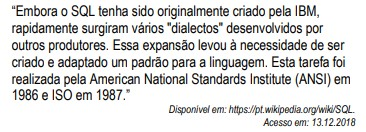 “Embora o SQL tenha sido originalmente criado pela IBM,
rapidamente surgiram vários "dialectos" desenvolvidos por
outros produtores. Essa expansão levou à necessidade de ser
criado e adaptado um padrão para a linguagem. Esta tarefa foi
realizada pela American National Standards Institute (ANSI) em
1986 e ISO em 1987.”
Disponível em: https://pt.wikipedia.org/wiki/SQL.
Acesso em: 13.12.2018